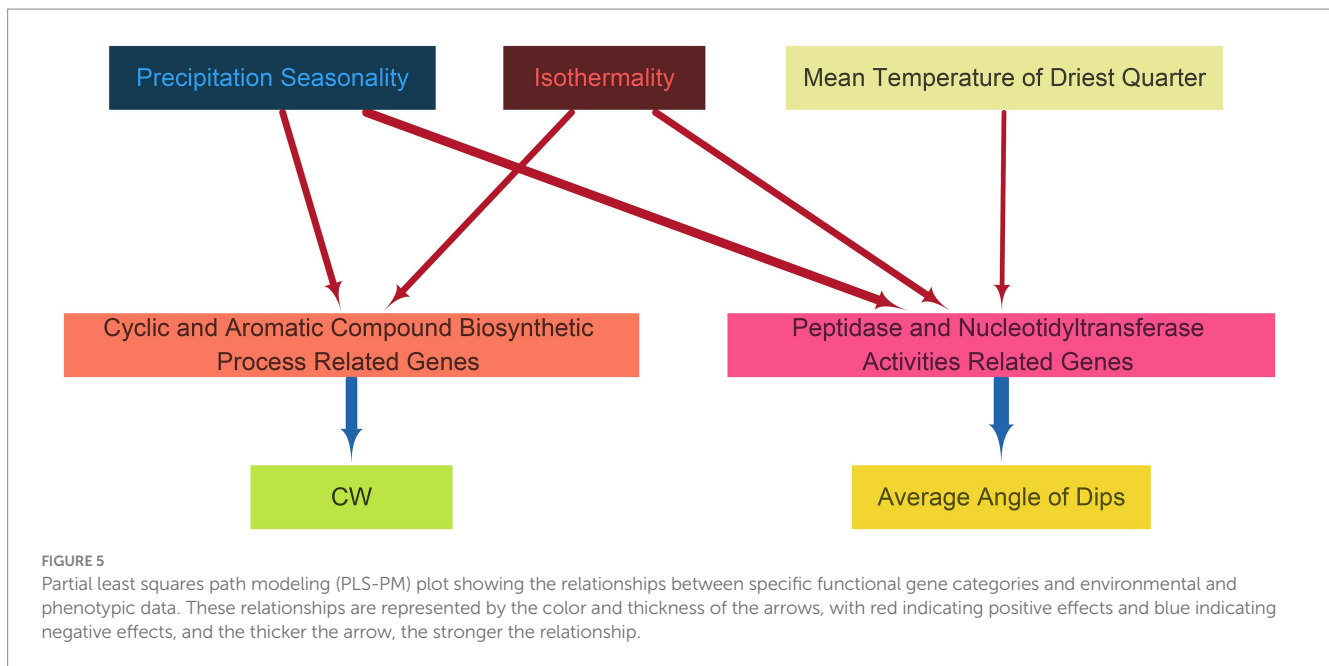 Precipitation Seasonality
Isothermality
Mean Temperature of Driest Quarter
Cyclic and Aromatic Compound Biosynthetic
Process Related Genes
Peptidase and Nucleotidyltransferase
Activities Related Genes
CW
Average Angle of Dips
FIGURE 5
Partial least squares path modeling (PLS-PM) plot showing the relationships between specific functional gene categories and environmental and
phenotypic data. These relationships are represented by the color and thickness of the arrows, with red indicating positive effects and blue indicating
negative effects, and the thicker the arrow, the stronger the relationship.